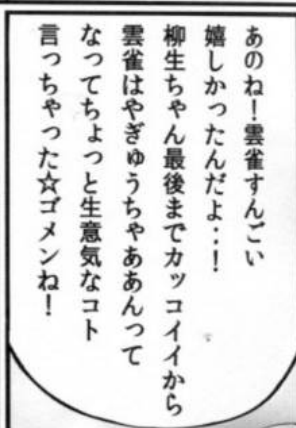 あのね！雲雀すんごい
嬉しかったんだよ‥！
柳生ちゃん最後までカッコイイから
雲雀はやぎゅうちゃああんって
なってちょっと生意気なコト
言っちゃった☆ゴメンね！